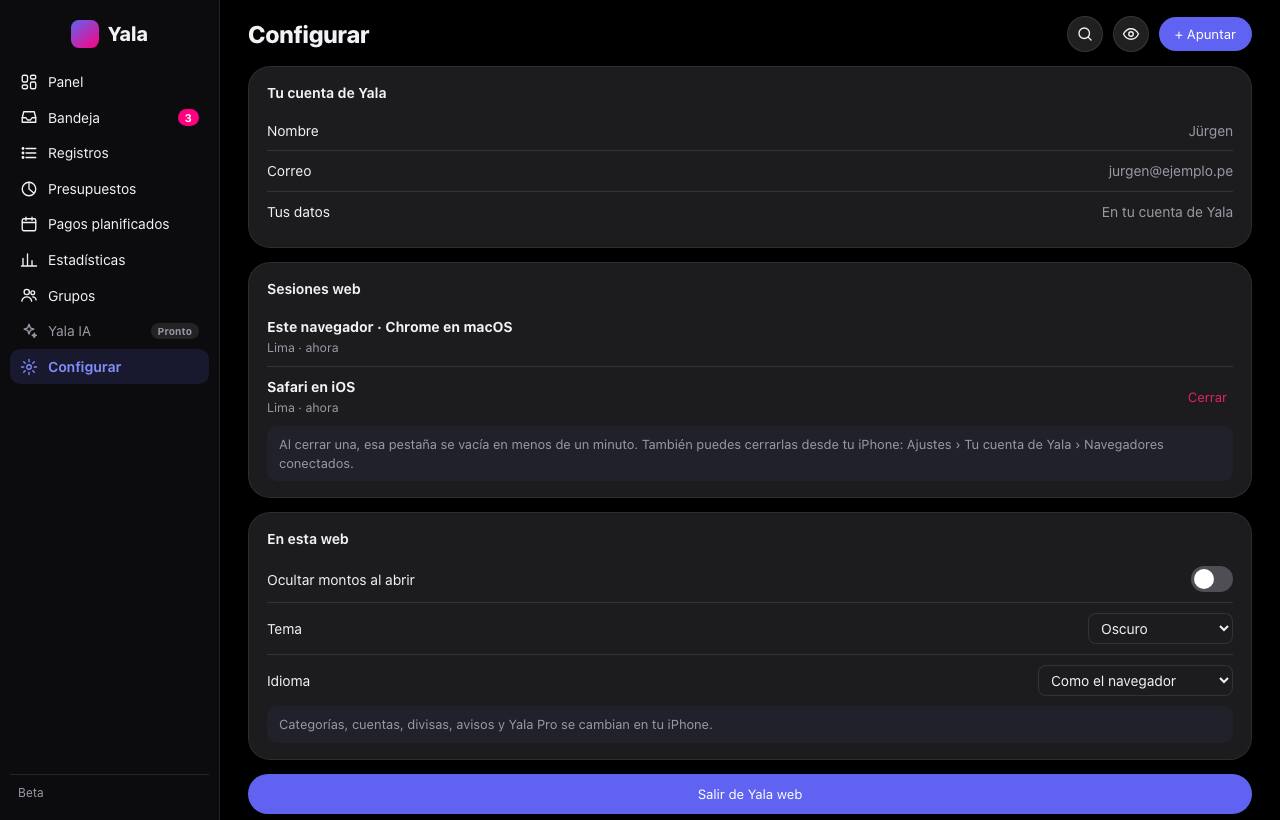 Yala
Panel
Bandeja 3
Registros
Presupuestos
Pagos planificados
Estadísticas
Grupos
Yala IA Pronto
Configurar
Beta
Configurar
+ Apuntar
Tu cuenta de Yala
Nombre Jürgen
Correo jurgen@ejemplo.pe
Tus datos En tu cuenta de Yala
Sesiones web
Este navegador · Chrome en macOS
Lima · ahora
Safari en iOS
Lima · ahora
Cerrar
Al cerrar una, esa pestaña se vacía en menos de un minuto. También puedes cerrarlas desde tu iPhone: Ajustes › Tu cuenta de Yala › Navegadores
conectados.
En esta web
Ocultar montos al abrir
Tema Oscuro
Idioma Como el navegador
Categorías, cuentas, divisas, avisos y Yala Pro se cambian en tu iPhone.
Salir de Yala web